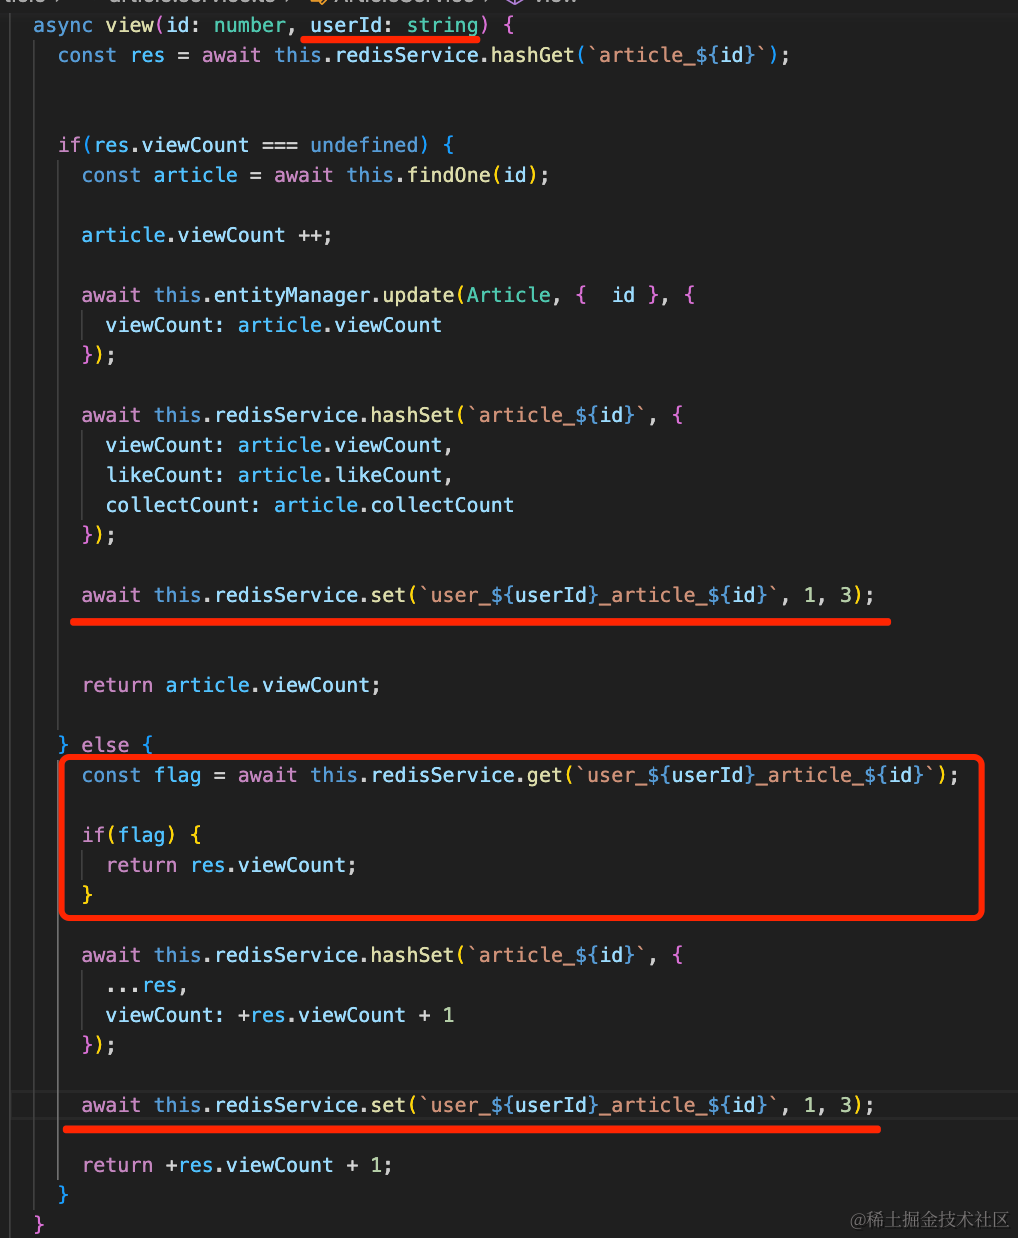 async view(id: number, userId: string) {
const res = await this.redisService.hashGet(`article_${id}`);
if(res.viewCount === undefined) {
const article = await this.findOne(id);
article.viewCount ++;
await this.entityManager.update(Article, {  id }, {
viewCount: article.viewCount
});
await this.redisService.hashSet(`article_${id}`, {
viewCount: article.viewCount,
likeCount: article.likeCount,
collectCount: article.collectCount
});
await this.redisService.set(`user_${userId}_article_${id}`, 1, 3);
return article.viewCount;
} else {
const flag = await this.redisService.get(`user_${userId}_article_${id}`);
if(flag) {
return res.viewCount;
}
await this.redisService.hashSet(`article_${id}`, {
...res,
viewCount: +res.viewCount + 1
});
await this.redisService.set(`user_${userId}_article_${id}`, 1, 3);
return +res.viewCount + 1;
}
}
@稀土掘金技术社区